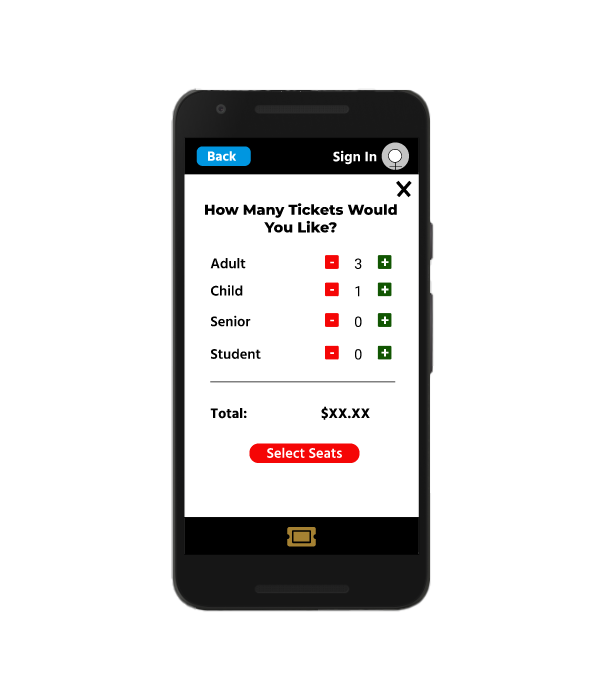 Back Sign In
X
How Many Tickets Would
You Like?
Adult - 3 +
Child - 1 +
Senior - 0 +
Student - 0 +
Total: $XX.XX
Select Seats